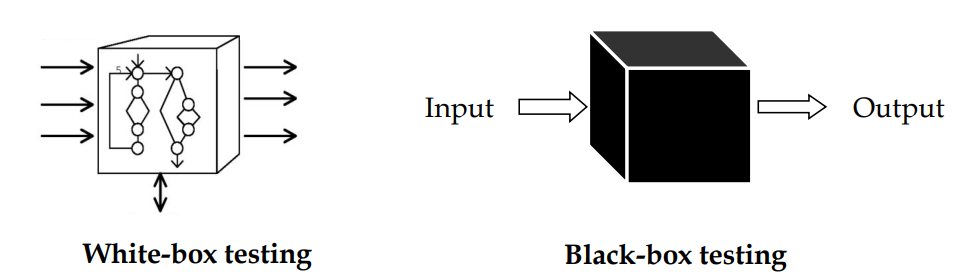 5
Input
Output
White-box testing
Black-box testing